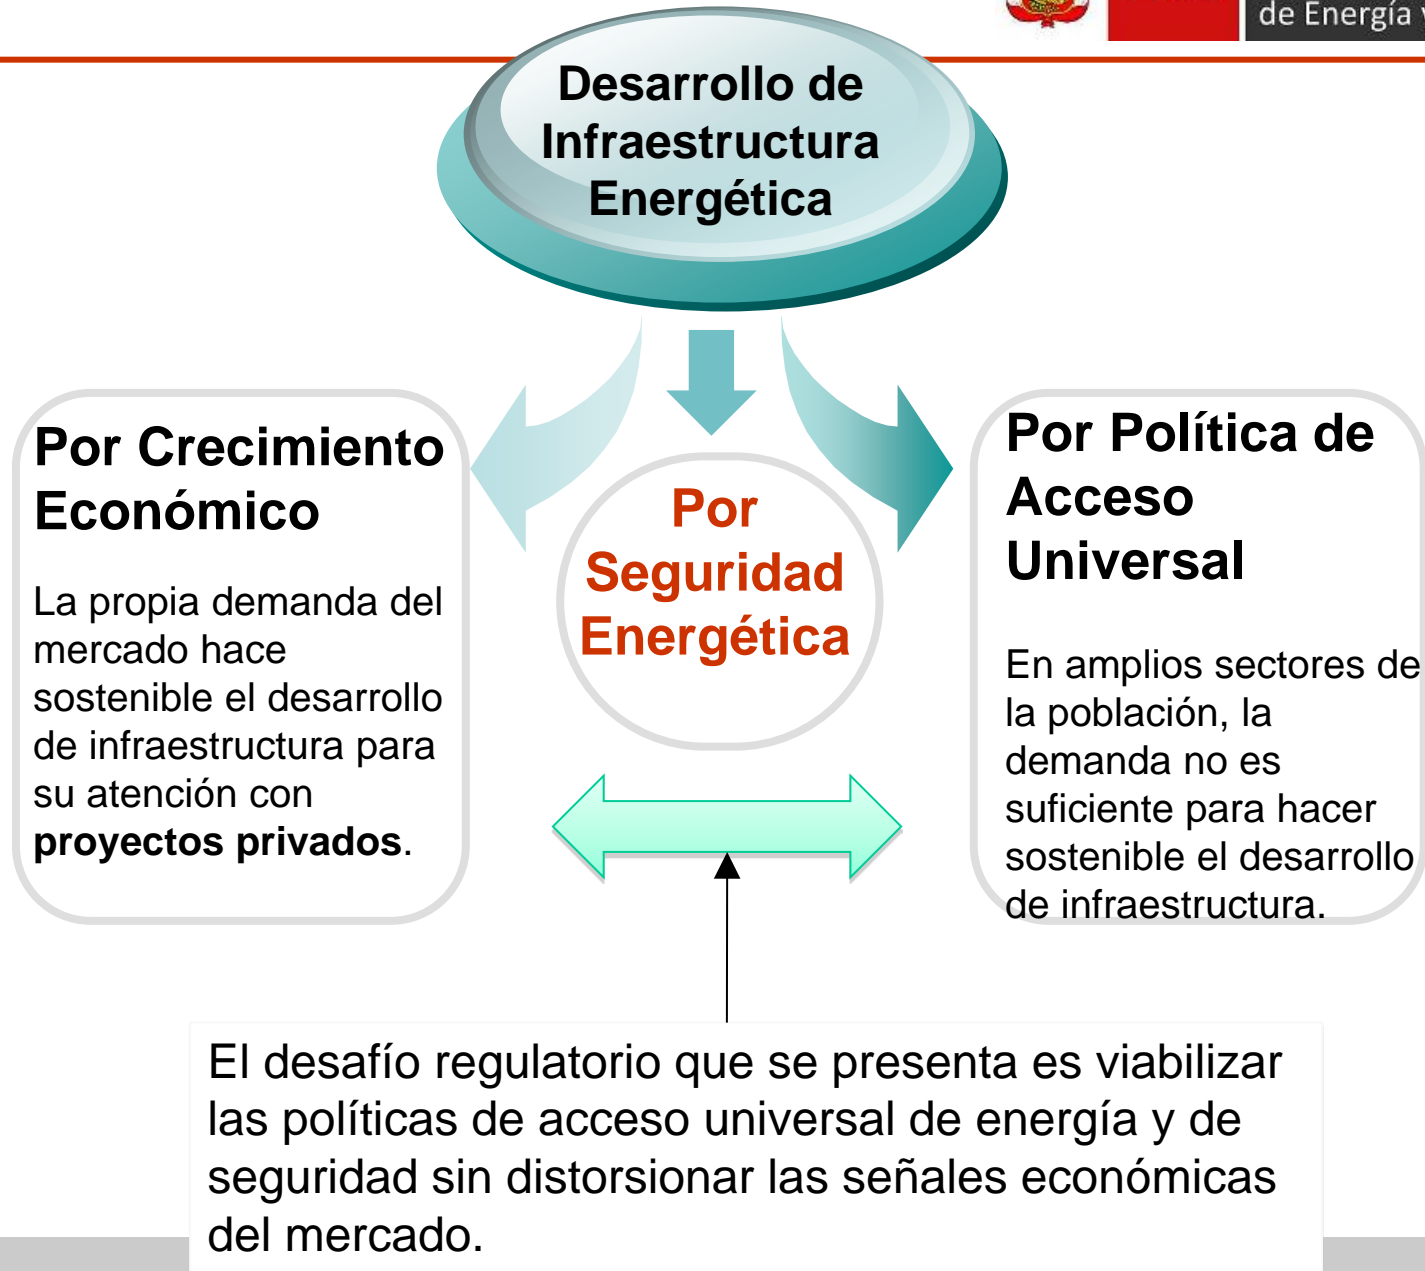 de Energía y
Desarrollo de
Infraestructura
Energética
Por Crecimiento
Económico
La propia demanda del
mercado hace
sostenible el desarrollo
de infraestructura para
su atención con
proyectos privados.
Por
Seguridad
Energética
Por Política de
Acceso
Universal
En amplios sectores de
la población, la
demanda no es
suficiente para hacer
sostenible el desarrollo
de infraestructura.
El desafío regulatorio que se presenta es viabilizar
las políticas de acceso universal de energía y de
seguridad sin distorsionar las señales económicas
del mercado.